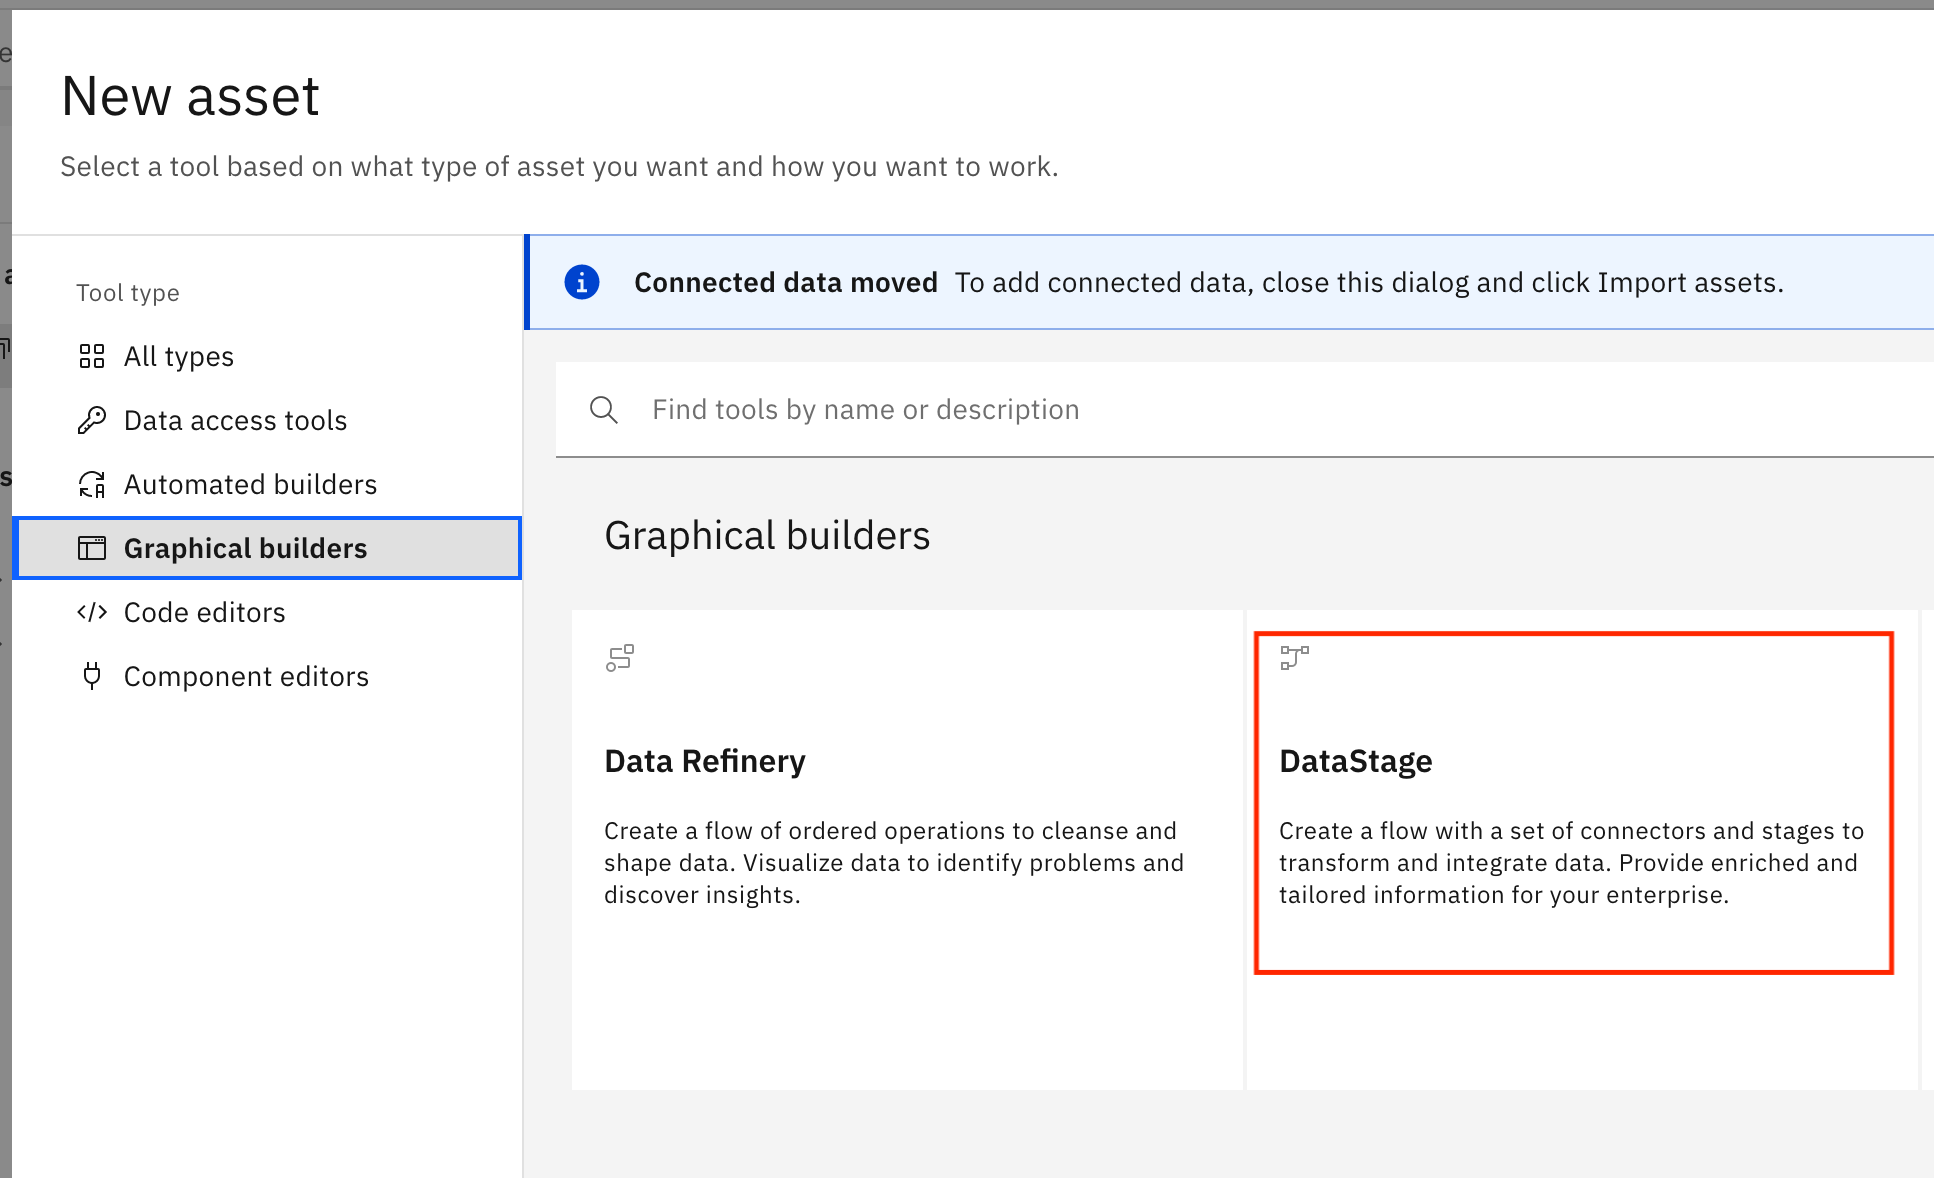 New asset
Select a tool based on what type of asset you want and how you want to work.
Tool type
All types
Data access tools
Automated builders
Graphical builders
Code editors
Component editors
Connected data moved To add connected data, close this dialog and click Import assets.
Find tools by name or description
Graphical builders
Data Refinery
Create a flow of ordered operations to cleanse and
shape data. Visualize data to identify problems and
discover insights.
DataStage
Create a flow with a set of connectors and stages to
transform and integrate data. Provide enriched and
tailored information for your enterprise.